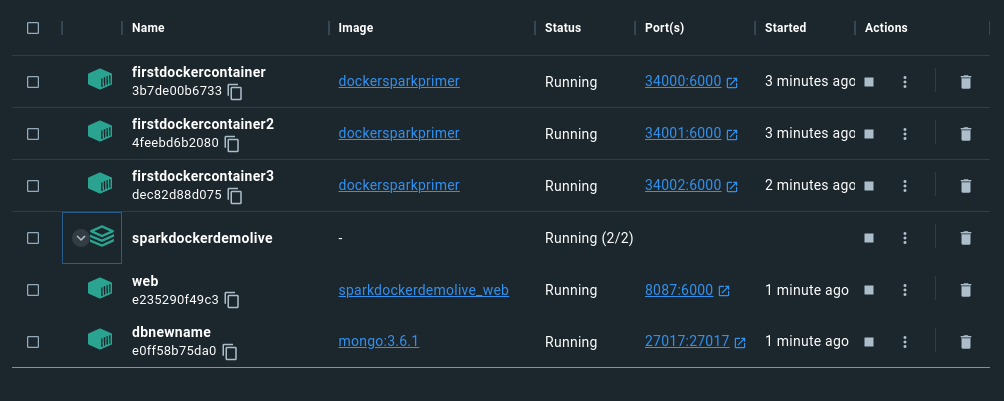 Name Image Status Port(s) Started Actions
firstdockercontainer
3b7de00b6733
dockersparkprimer Running 34000:6000 3 minutes ago
firstdockercontainer2
4feebd6b2080
dockersparkprimer Running 34001:6000 3 minutes ago
firstdockercontainer3
dec82d88d075
dockersparkprimer Running 34002:6000 2 minutes ago
sparkdockerdemolive - Running (2/2)
web
e235290f49c3
sparkdockerdemolive_web Running 8087:6000 1 minute ago
dbnewname
e0ff58b75da0
mongo:3.6.1 Running 27017:27017 1 minute ago